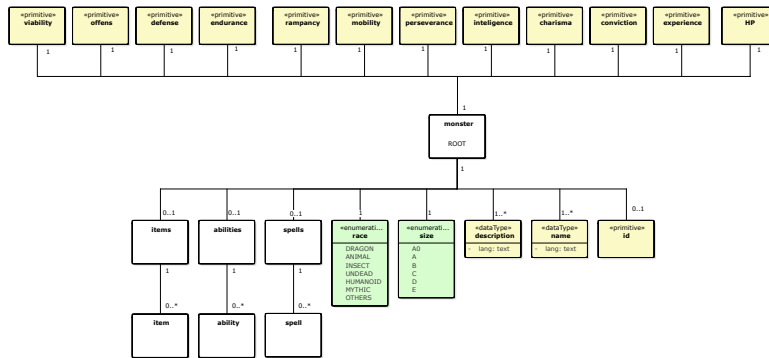 «primitive»
viability
«primitive»
offens
«primitive»
defense
«primitive»
endurance
«primitive»
rampancy
«primitive»
mobility
«primitive»
perseverance
«primitive»
inteligence
«primitive»
charisma
«primitive»
conviction
«primitive»
experience
«primitive»
HP
1 1 1 1 1 1 1 1 1 1 1 1
1
monster
ROOT
1
0..1 0..1 0..1 1 1 1..* 1..* 0..1
items
abilities
spells
«enumerati...
race
DRAGON
ANIMAL
INSECT
UNDEAD
HUMANOID
MYTHIC
OTHERS
«enumerati...
size
A0
A
B
C
D
E
«dataType»
description
- lang: text
«dataType»
name
- lang: text
«primitive»
id
1 1 1
0..* 0..* 0..*
item
ability
spell